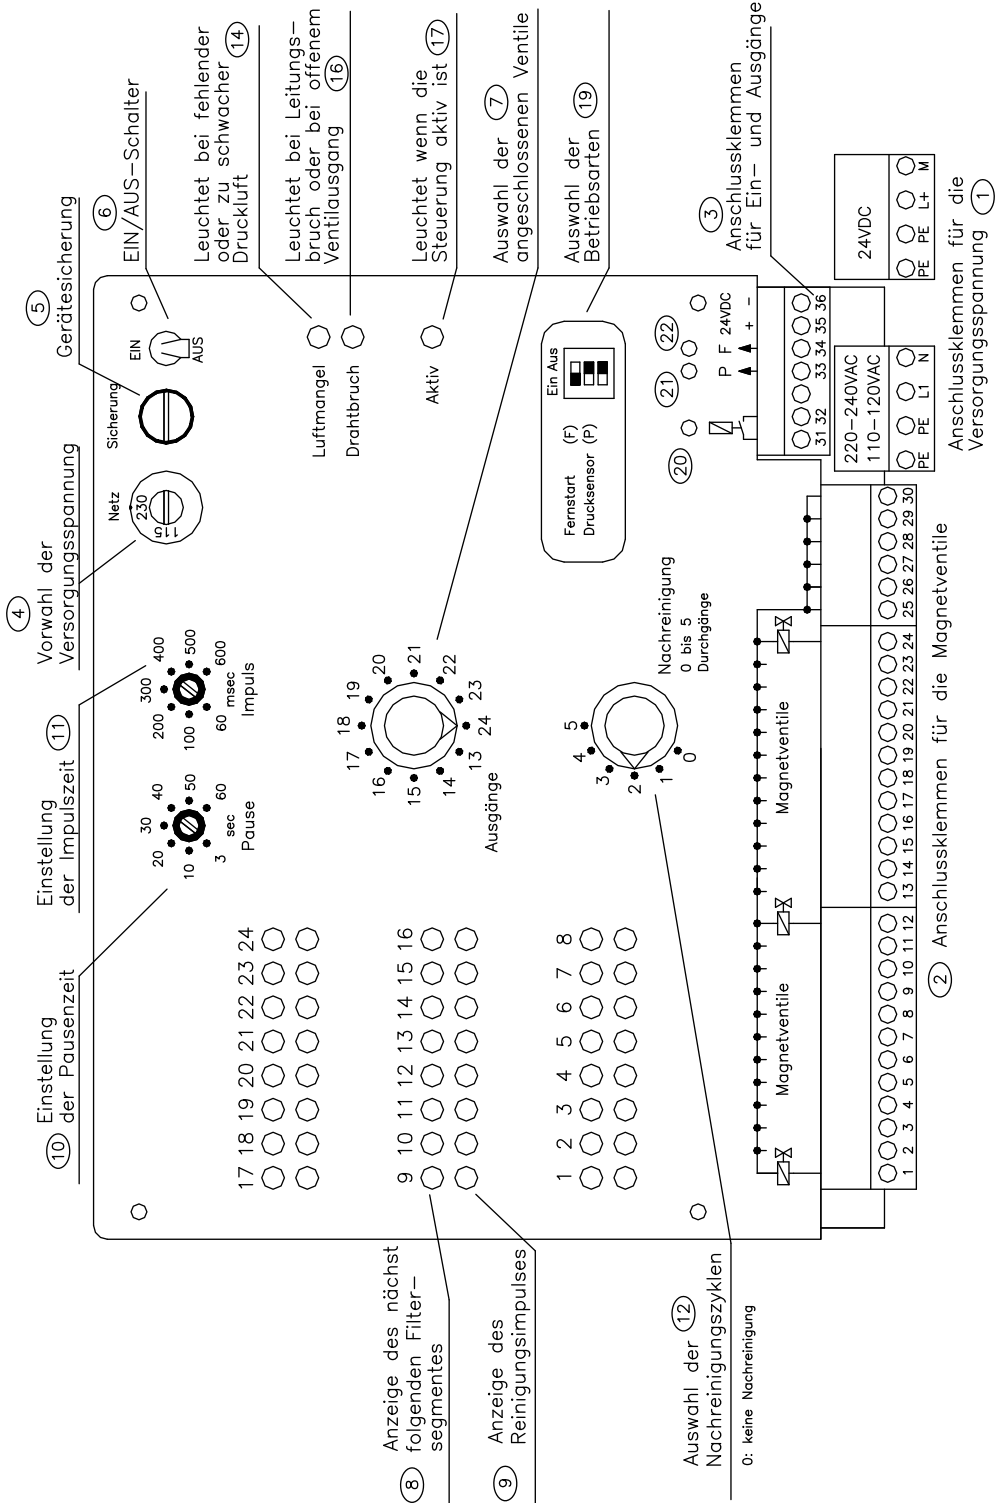 Einstellung
der Pausenzeit
10
Einstellung
der Impulszeit
11
Vorwahl der
Versorgungsspannung
4
Gerätesicherung
5
EIN/AUS-Schalter
6
Leuchtet bei fehlender
oder zu schwacher
Druckluft
14
Leuchtet bei Leitungs-
bruch oder bei offenem
Ventilausgang
16
Leuchtet wenn die
Steuerung aktiv ist
17
Auswahl der
angeschlossenen Ventile
7
Auswahl der
Betriebsarten
19
Anschlussklemmen
für Ein- und Ausgänge
3
Anzeige des nächst
folgenden Filter-
segmentes
8
Anzeige des
Reinigungsimpulses
9
Auswahl der
Nachreinigungszyklen
12
0: keine Nachreinigung
17 18 19 20 21 22 23 24
9 10 11 12 13 14 15 16
1 2 3 4 5 6 7 8
3 10 20 30 40 50 60
sec
Pause
60 100 200 300 400 500 600
msec
Impuls
Netz
230
115
Sicherung
EIN
AUS
Luftmangel
Drahtbruch
Aktiv
13 14 15 16 17 18 19 20 21 22 23 24
Ausgänge
0 1 2 3 4 5
Nachreinigung
0 bis 5
Durchgänge
Ein Aus
Fernstart (F)
Drucksensor (P)
20
21
22
P F 24VDC
+ -
31 32 33 34 35 36
Magnetventile
Magnetventile
1 2 3 4 5 6 7 8 9 10 11 12 13 14 15 16 17 18 19 20 21 22 23 24 25 26 27 28 29 30
2
Anschlussklemmen für die Magnetventile
220-240VAC
110-120VAC
PE PE L1 N
24VDC
PE PE L+ M
Anschlussklemmen für die
Versorgungsspannung
1